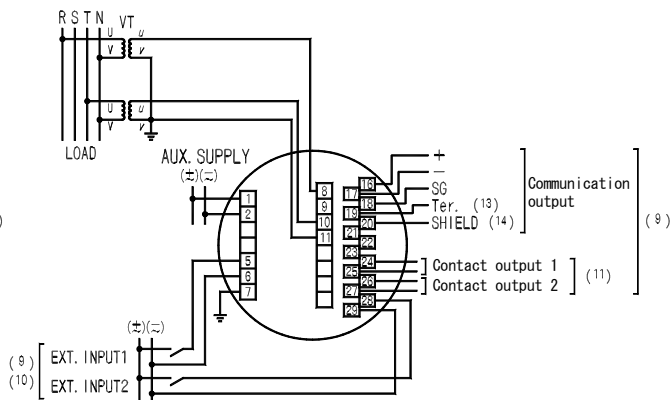 R S T N VT
U u
V v
U u
V v
LOAD
AUX. SUPPLY
(±)(≂)
1
2
5
6
7
8
9
10
11
16
17
18
19
20
21
22
23
24
25
26
27
28
29
+
−
SG
Ter. (13)
SHIELD (14)
Communication
output
(9)
Contact output 1
Contact output 2
(11)
(±)(≂)
(9)
(10)
EXT. INPUT1
EXT. INPUT2
)